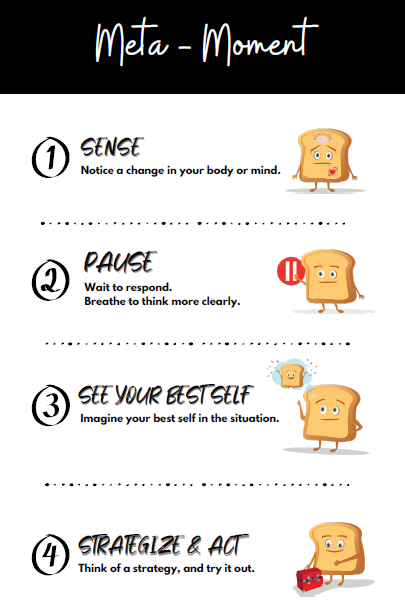 Meta - Moment
1 SENSE
Notice a change in your body or mind.
2 PAUSE
Wait to respond.
Breathe to think more clearly.
3 SEE YOUR BEST SELF
Imagine your best self in the situation.
4 STRATEGIZE & ACT
Think of a strategy, and try it out.